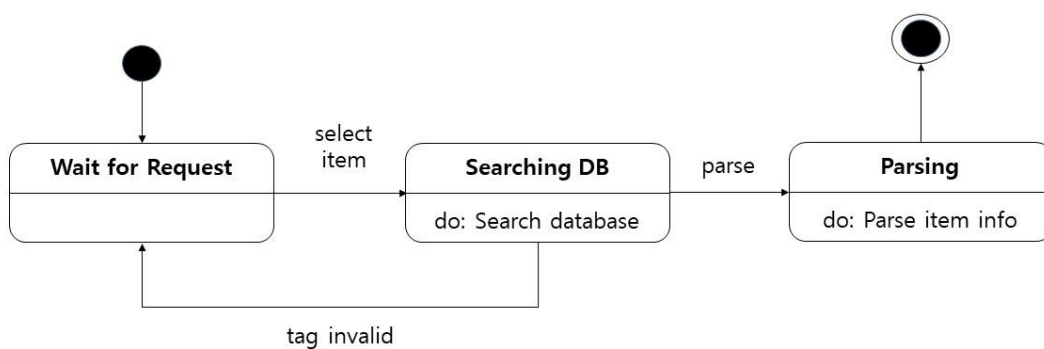 select
item
Wait for Request
Searching DB
parse
Parsing
do: Search database
do: Parse item info
tag invalid